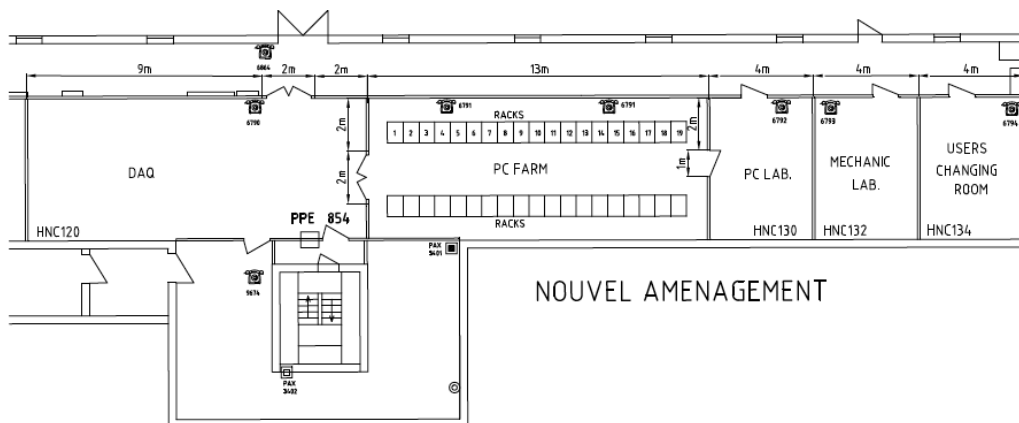 6864
9m
2m
2m
13m
4m
4m
4m
6790
6791
6791
6792
6793
6794
2m
RACKS
2m
1 2 3 4 5 6 7 8 9 10 11 12 13 14 15 16 17 18 19
DAQ
2m
PC FARM
1m
PC LAB.
MECHANIC
LAB.
USERS
CHANGING
ROOM
PPE 854
RACKS
HNC120
HNC130
HNC132
HNC134
PAX
3401
9674
NOUVEL AMENAGEMENT
PAX
3402